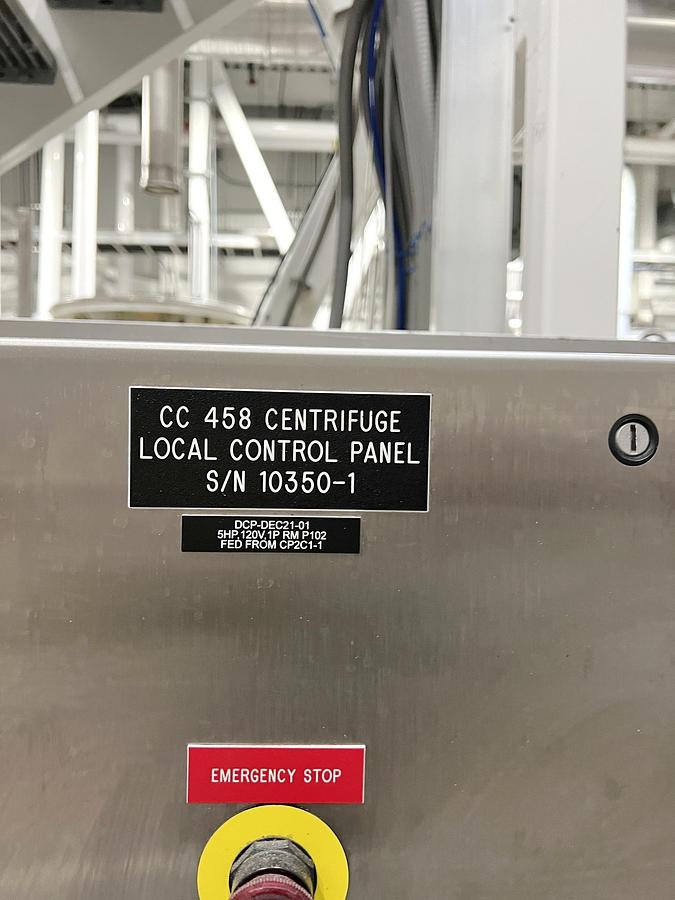 CC 458 CENTRIFUGE
LOCAL CONTROL PANEL
S/N 10350-1
DCP-DEC21-01
5HP,120V,1P RM P102
FED FROM CP2C1-1
EMERGENCY STOP